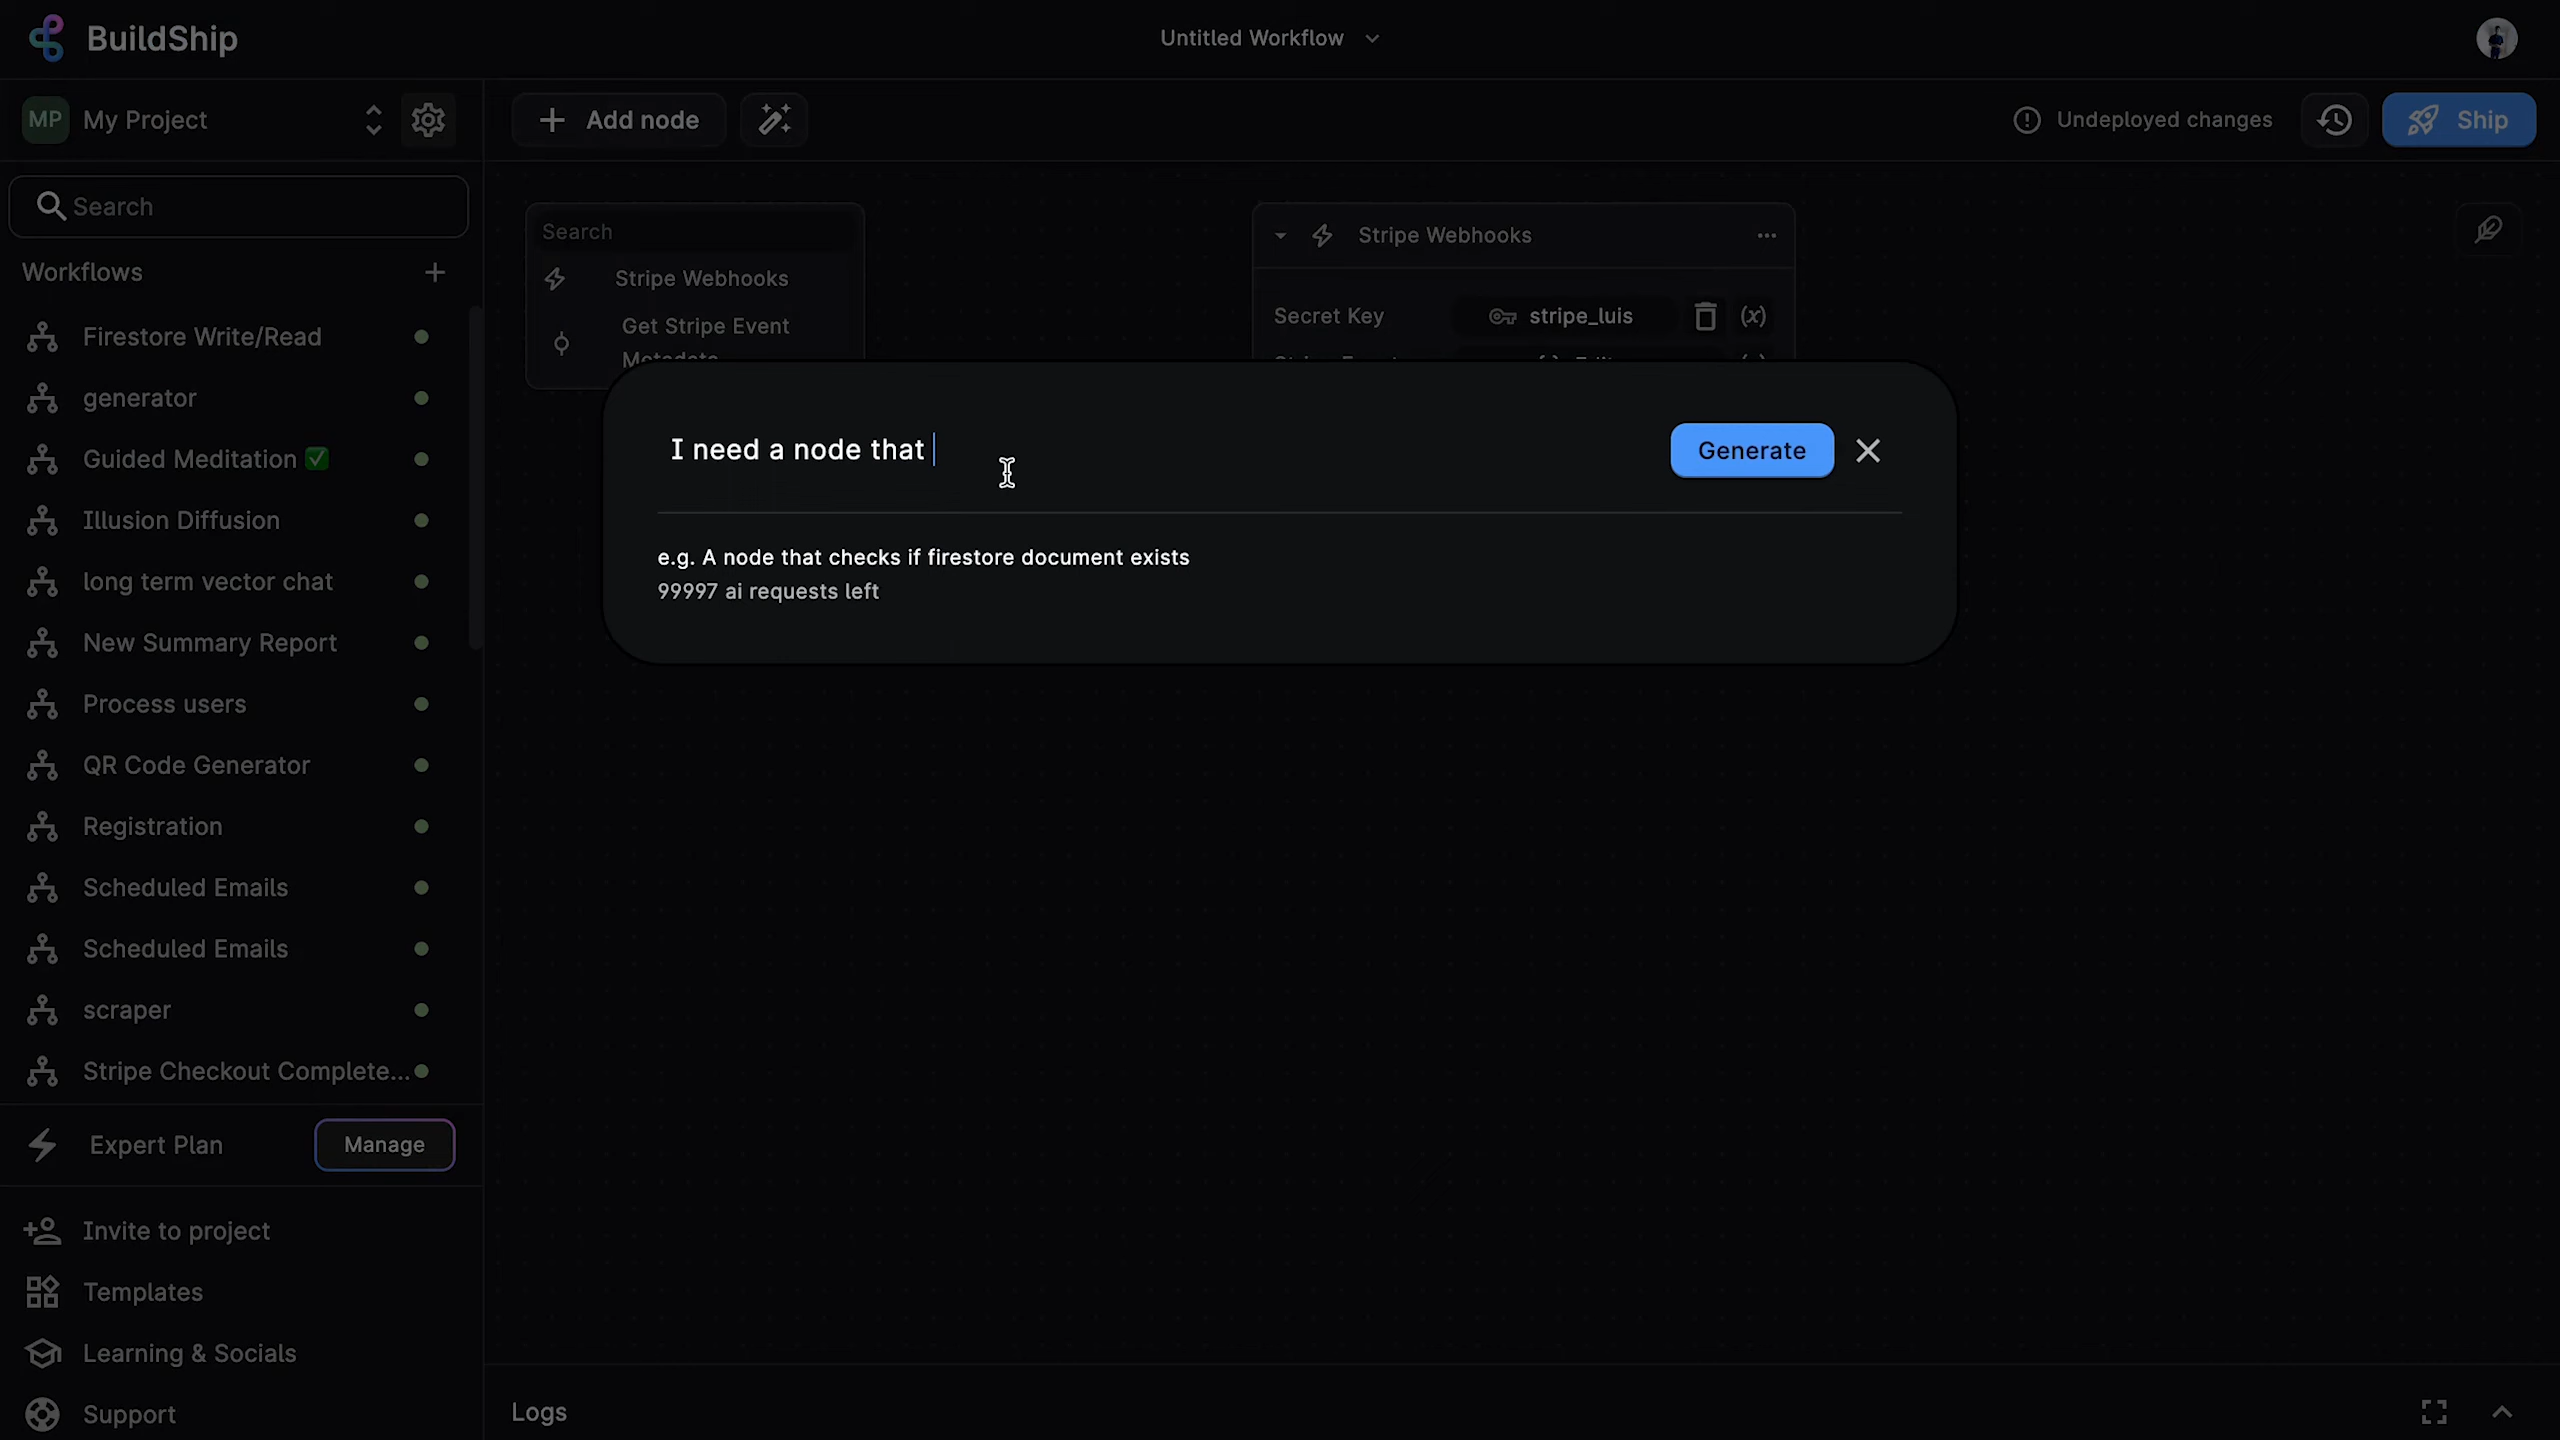 BuildShip
Untitled Workflow
MP My Project
Add node
Undeployed changes
Ship
Search
Workflows
Firestore Write/Read
generator
Guided Meditation ✅
Illusion Diffusion
long term vector chat
New Summary Report
Process users
QR Code Generator
Registration
Scheduled Emails
Scheduled Emails
scraper
Stripe Checkout Complete...
Expert Plan
Manage
Invite to project
Templates
Learning & Socials
Support
Search
Stripe Webhooks
Get Stripe Event
Metadata
Stripe Webhooks
Secret Key
stripe_luis
(x)
I need a node that
Generate
e.g. A node that checks if firestore document exists
99997 ai requests left
Logs